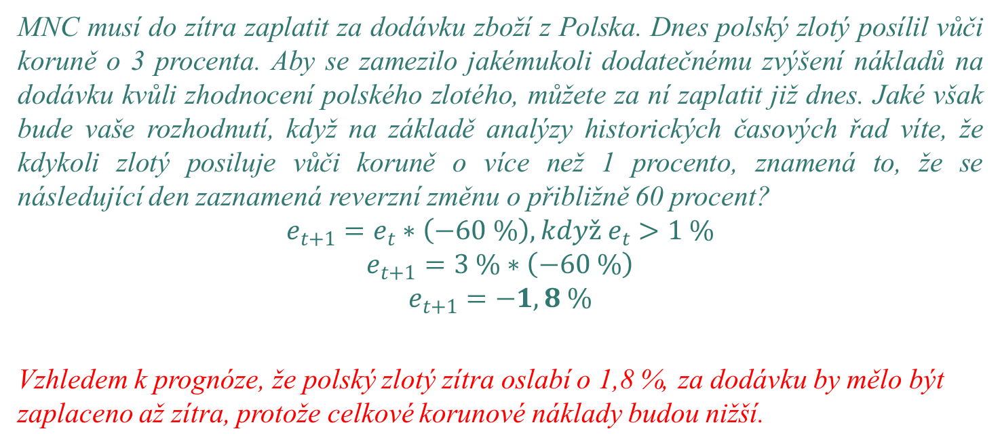 MNC musí do zítra zaplatit za dodávku zboží z Polska. Dnes polský zlotý posílil vůči
koruně o 3 procenta. Aby se zamezilo jakémukoli dodatečnému zvýšení nákladů na
dodávku kvůli zhodnocení polského zlotého, můžete za ní zaplatit již dnes. Jaké však
bude vaše rozhodnutí, když na základě analýzy historických časových řad víte, že
kdykoli zlotý posiluje vůči koruně o více než 1 procento, znamená to, že se
následující den zaznamená reverzní změnu o přibližně 60 procent?
e_{t+1} = e_t ∗ (−60 %), když e_t > 1 %
e_{t+1} = 3 % ∗ (−60 %)
e_{t+1} = −1,8 %
Vzhledem k prognóze, že polský zlotý zítra oslabí o 1,8 %, za dodávku by mělo být
zaplaceno až zítra, protože celkové korunové náklady budou nižší.